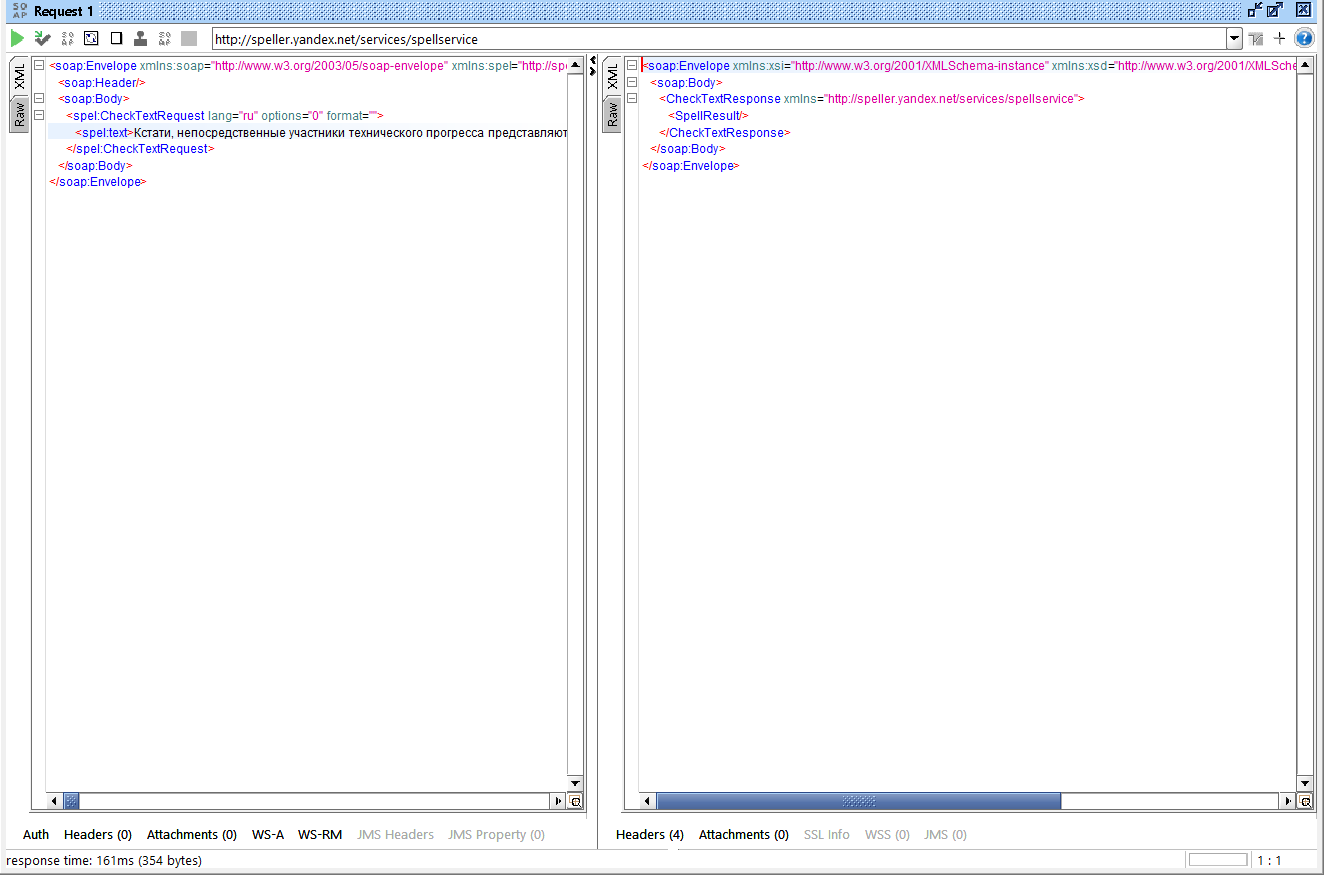 SO AP Request 1
http://speller.yandex.net/services/spellservice
XML
Raw
<soap:Envelope xmlns:soap="http://www.w3.org/2003/05/soap-envelope" xmlns:spel="http://spe
<soap:Header/>
<soap:Body>
<spel:CheckTextRequest lang="ru" options="0" format="">
<spel:text>Кстати, непосредственные участники технического прогресса представляют
</spel:CheckTextRequest>
</soap:Body>
</soap:Envelope>
XML
Raw
<soap:Envelope xmlns:xsi="http://www.w3.org/2001/XMLSchema-instance" xmlns:xsd="http://www.w3.org/2001/XMLSche
<soap:Body>
<CheckTextResponse xmlns="http://speller.yandex.net/services/spellservice">
<SpellResult/>
</CheckTextResponse>
</soap:Body>
</soap:Envelope>
Auth Headers (0) Attachments (0) WS-A WS-RM JMS Headers JMS Property (0)
Headers (4) Attachments (0) SSL Info WSS (0) JMS (0)
response time: 161ms (354 bytes)
1 : 1